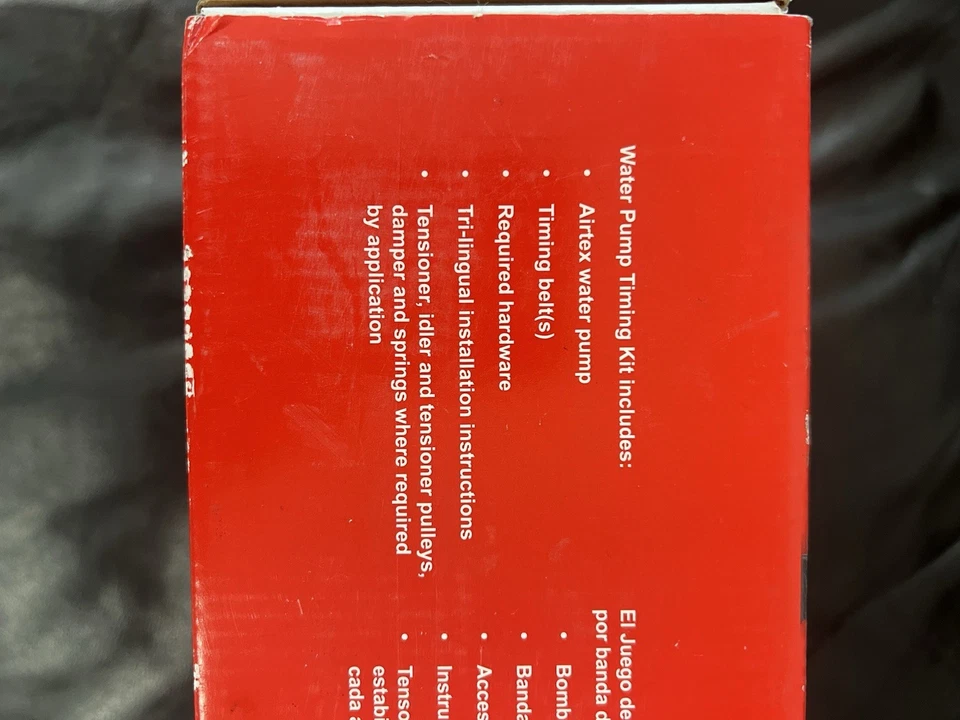 Water Pump Timing Kit includes:
• Airtex water pump
• Timing belt(s)
• Required hardware
• Tri-lingual installation instructions
• Tensioner, idler and tensioner pulleys,
damper and springs where required
by application
El Juego de
por banda d
• Bomb
• Banda
• Acces
• Instru
• Tenso
estabi
cada a